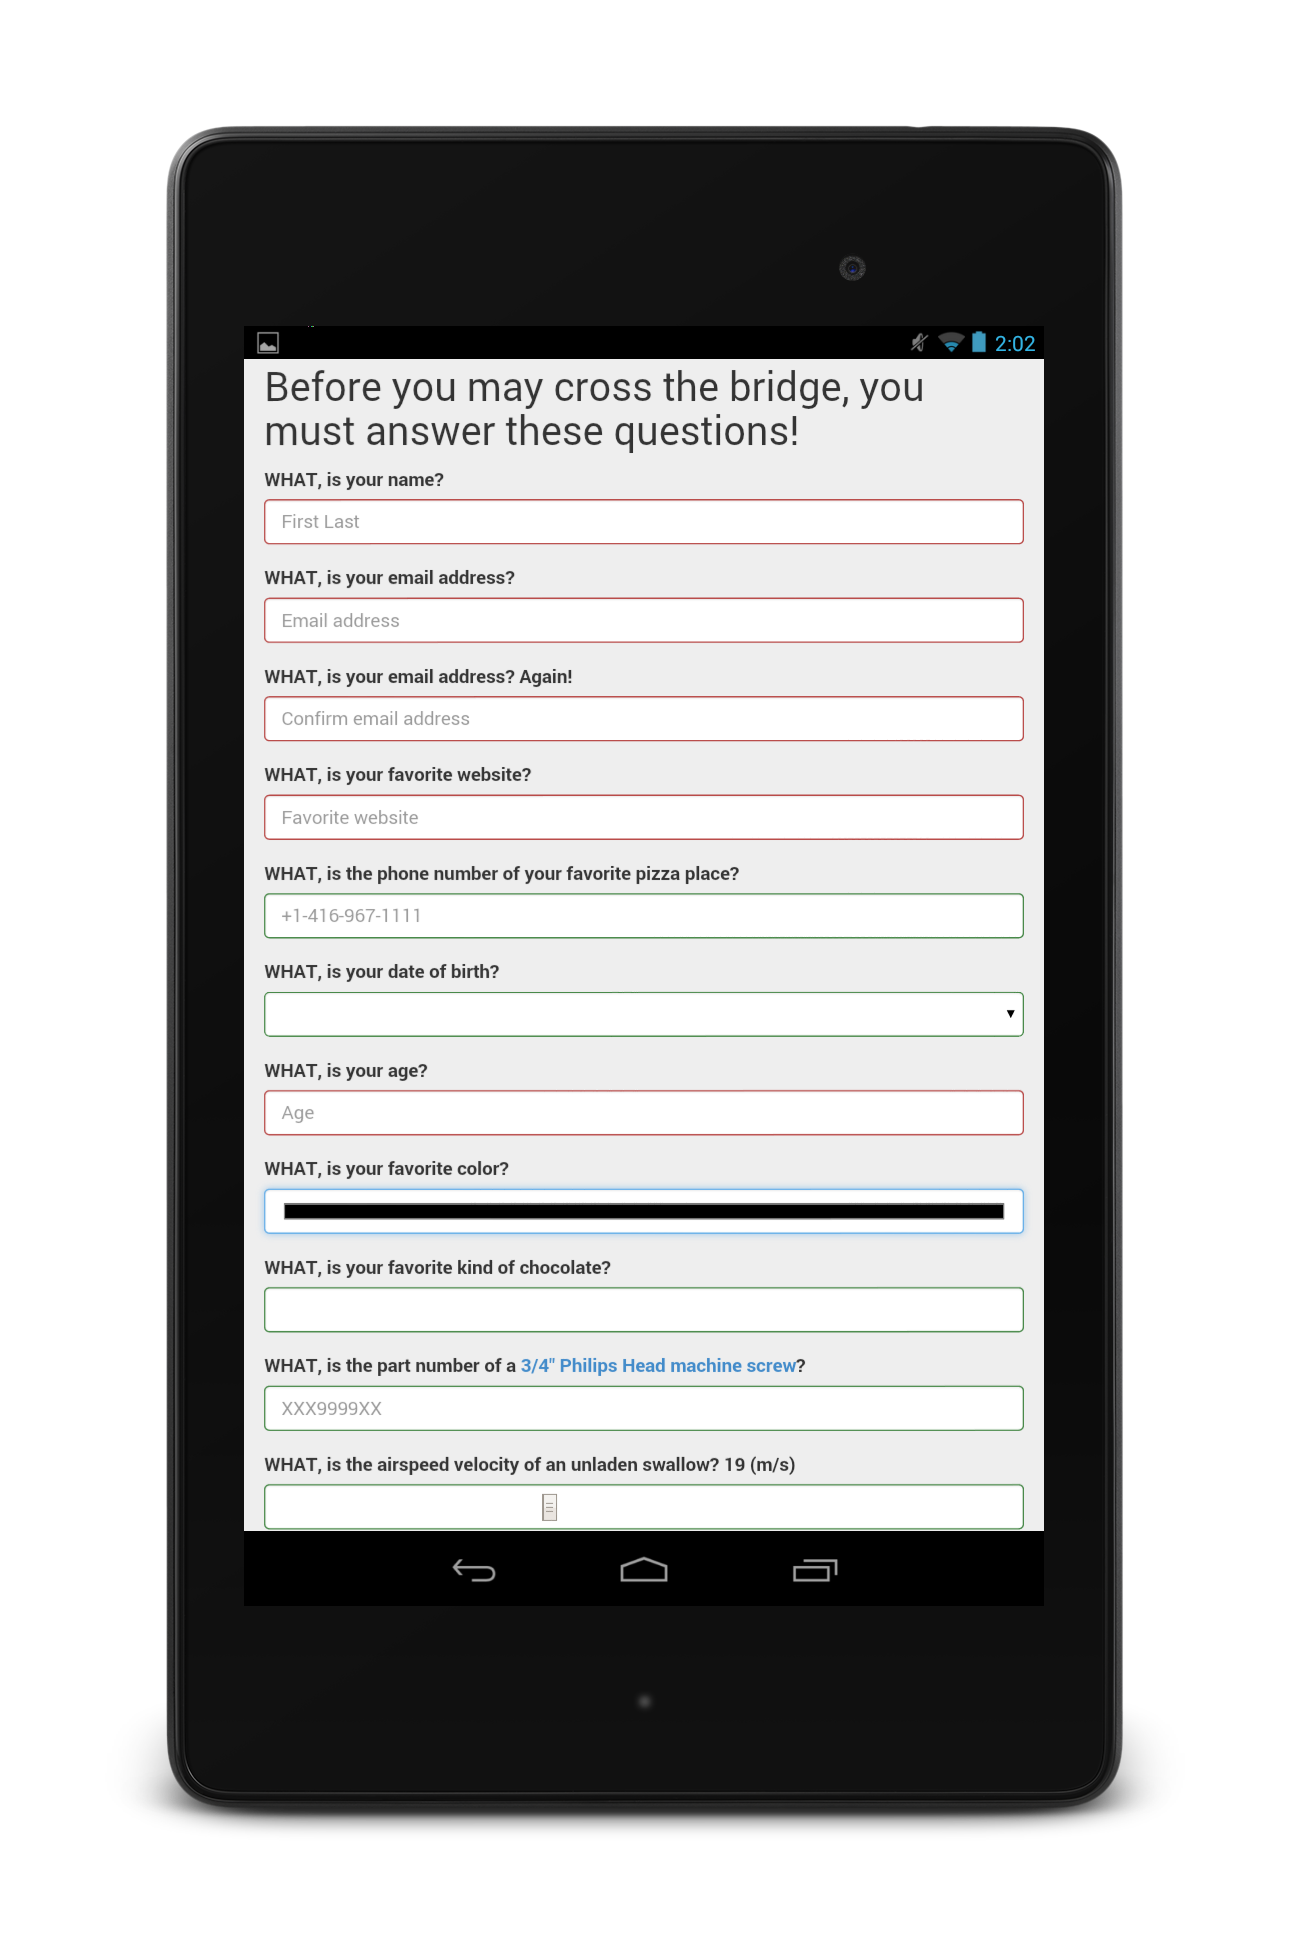 2:02
Before you may cross the bridge, you
must answer these questions!
WHAT, is your name?
First Last
WHAT, is your email address?
Email address
WHAT, is your email address? Again!
Confirm email address
WHAT, is your favorite website?
Favorite website
WHAT, is the phone number of your favorite pizza place?
+1-416-967-1111
WHAT, is your date of birth?
WHAT, is your age?
Age
WHAT, is your favorite color?
WHAT, is your favorite kind of chocolate?
WHAT, is the part number of a 3/4" Philips Head machine screw?
XXX9999XX
WHAT, is the airspeed velocity of an unladen swallow? 19 (m/s)